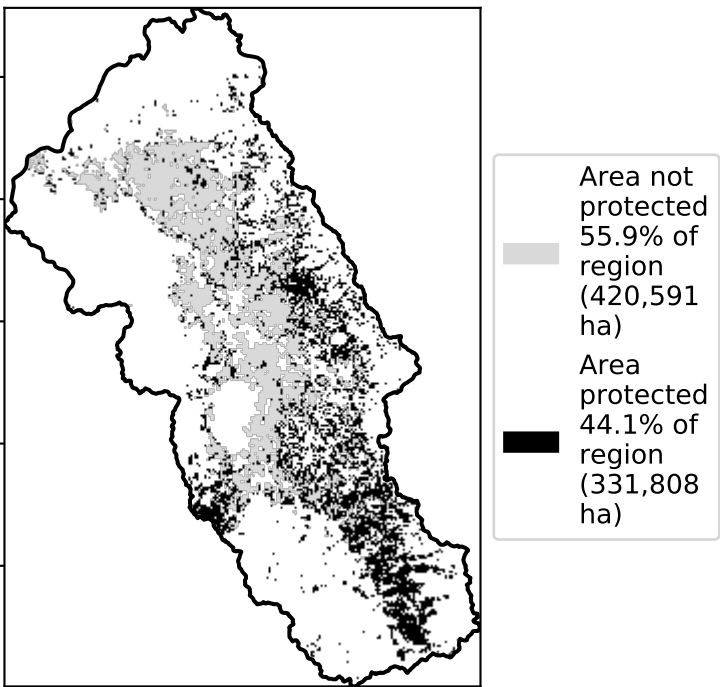 Area not
protected
55.9% of
region
(420,591
ha)
Area
protected
44.1% of
region
(331,808
ha)